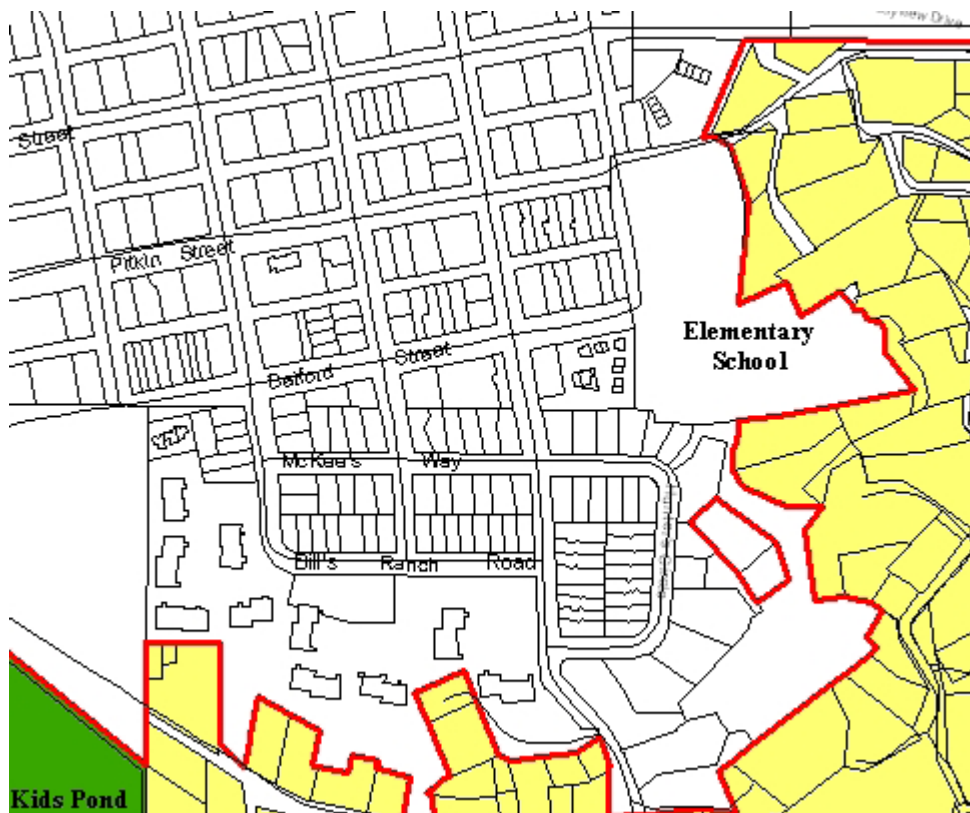 Street
Pitkin Street
Elementary
School
Belford Street
McKee's Way
Bill's Ranch Road
Kids Pond